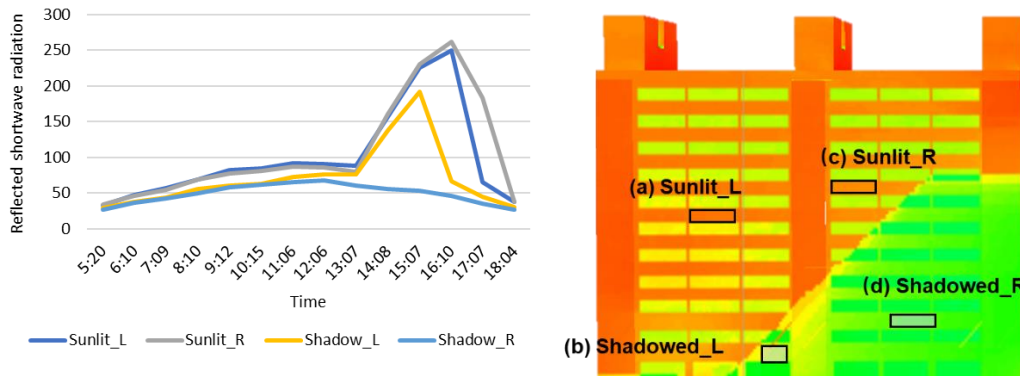 Reflected shortwave radiation
300
250
200
150
100
50
0
5:20
6:10
7:09
8:10
9:12
10:15
11:06
12:06
13:07
14:08
15:07
16:10
17:07
18:04
Time
Sunlit_L
Sunlit_R
Shadow_L
Shadow_R
(c) Sunlit_R
(a) Sunlit_L
(d) Shadowed_R
(b) Shadowed_L